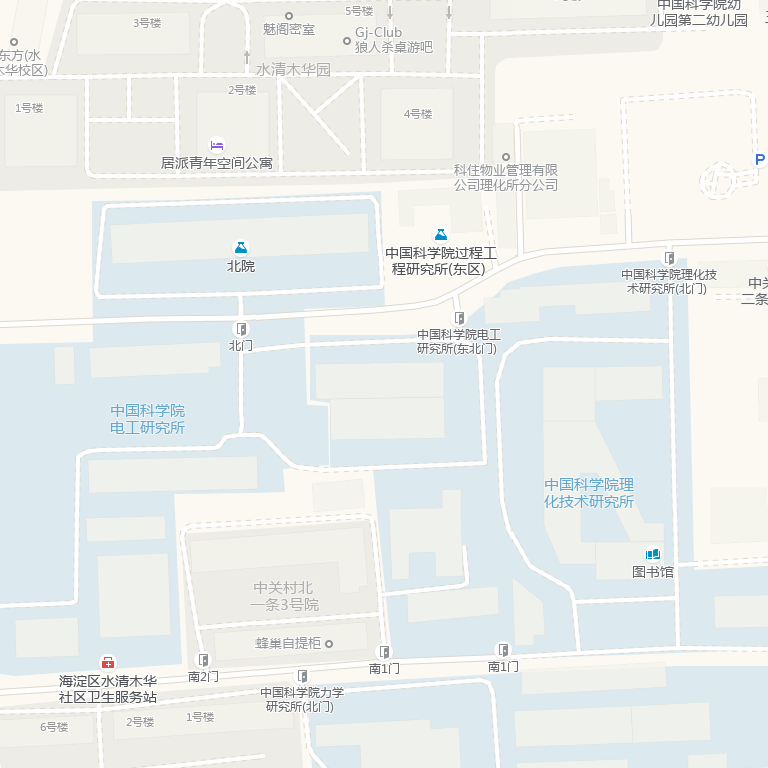 中国科学院幼
儿园第二幼儿园
5号楼
3号楼
魅阁密室
Gj-Club
狼人杀桌游吧
东方(水
木华校区)
水清木华园
2号楼
1号楼
4号楼
P
居派青年空间公寓
科住物业管理有限
公司理化所分公司
北院
中国科学院过程工
程研究所(东区)
中国科学院理化技
术研究所(北门)
中关
二条
北门
中国科学院电工
研究所(东北门)
中国科学院
电工研究所
中国科学院理
化技术研究所
图书馆
中关村北
一条3号院
蜂巢自提柜
南1门
南1门
南2门
海淀区水清木华
社区卫生服务站
中国科学院力学
研究所(北门)
1号楼
2号楼
6号楼